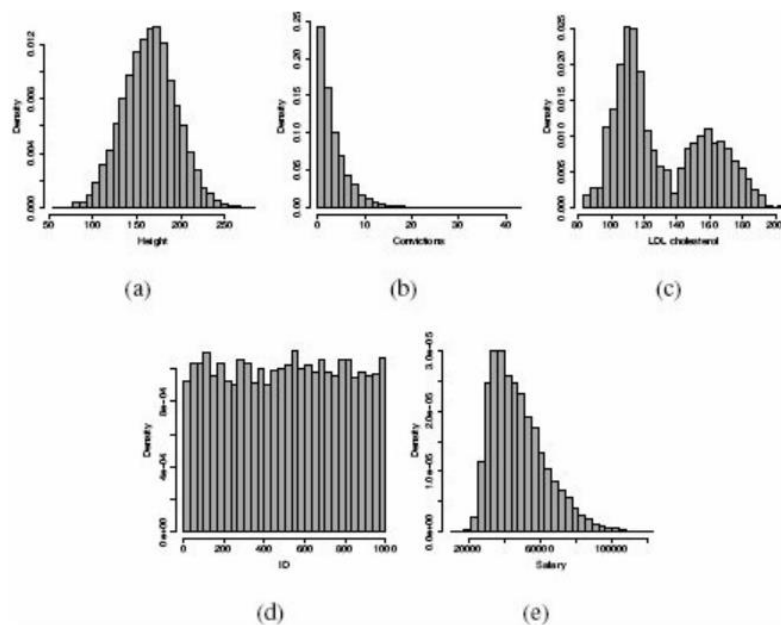 0.000 0.004 0.008 0.012
Density
50 100 150 200 250
Height
(a)
0.00 0.05 0.10 0.15 0.20 0.25
Density
0 10 20 30 40
Convictions
(b)
0.000 0.005 0.010 0.015 0.020 0.025
Density
80 100 120 140 160 180 200
LDL cholesterol
(c)
0e+00 4e-04 8e-04
Density
0 200 400 600 800 1000
ID
(d)
0.0e+00 1.0e-05 2.0e-05 3.0e-05
Density
20000 60000 100000
Salary
(e)